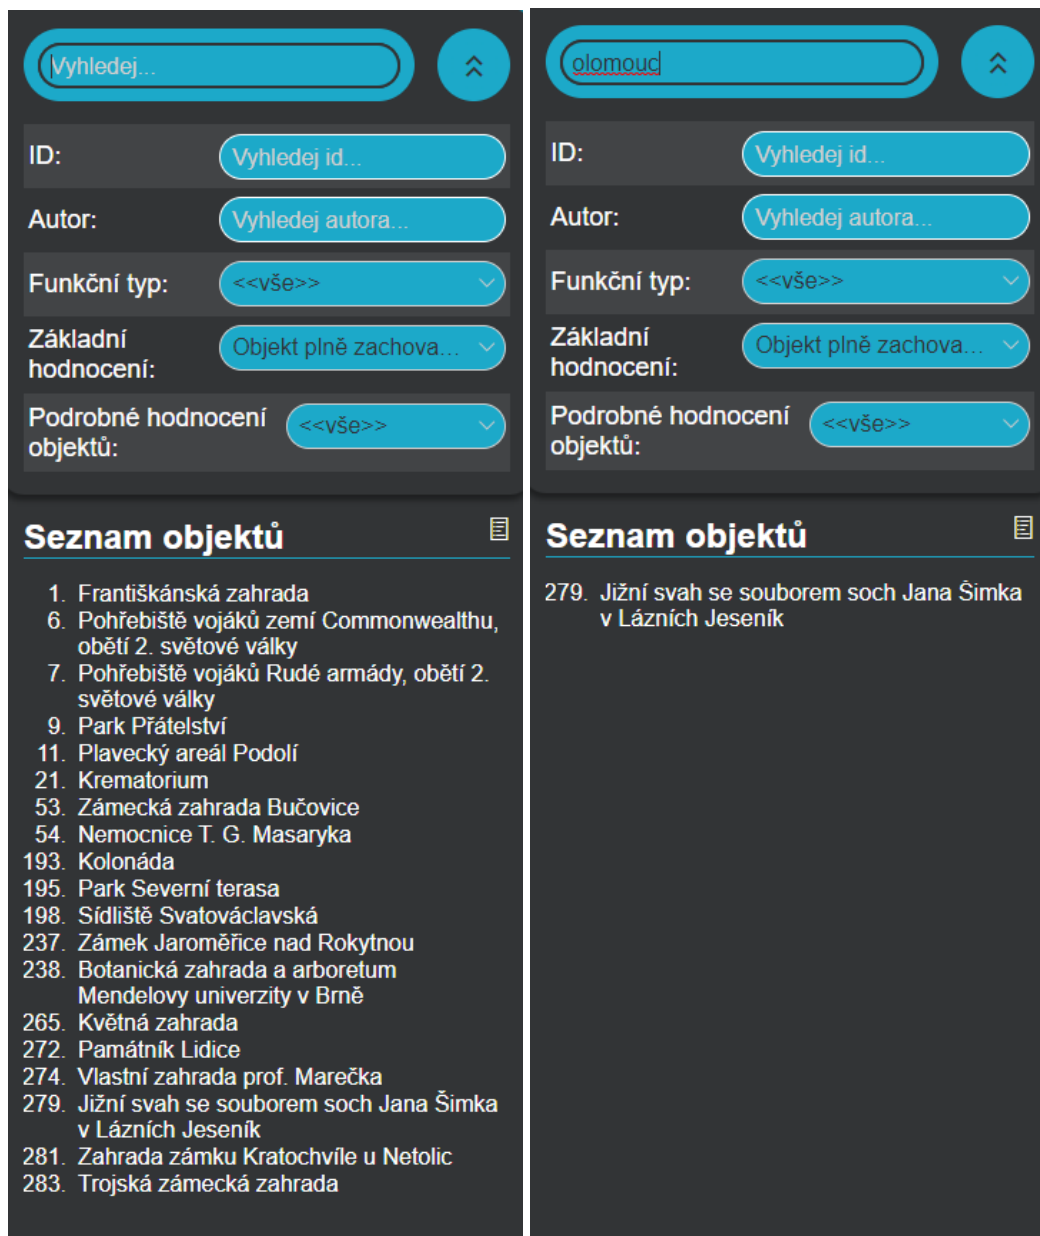 Vyhledej...
ID:
Vyhledej id...
Autor:
Vyhledej autora...
Funkční typ:
<<vše>>
Základní
hodnocení:
Objekt plně zachova...
Podrobné hodnocení
objektů:
<<vše>>
Seznam objektů
1. Františkánská zahrada
6. Pohřebiště vojáků zemí Commonwealthu,
obětí 2. světové války
7. Pohřebiště vojáků Rudé armády, obětí 2.
světové války
9. Park Přátelství
11. Plavecký areál Podolí
21. Krematorium
53. Zámecká zahrada Bučovice
54. Nemocnice T. G. Masaryka
193. Kolonáda
195. Park Severní terasa
198. Sídliště Svatováclavská
237. Zámek Jaroměřice nad Rokytnou
238. Botanická zahrada a arboretum
Mendelovy univerzity v Brně
265. Květná zahrada
272. Památník Lidice
274. Vlastní zahrada prof. Marečka
279. Jižní svah se souborem soch Jana Šimka
v Lázních Jeseník
281. Zahrada zámku Kratochvíle u Netolic
283. Trojská zámecká zahrada
olomouc
ID:
Vyhledej id...
Autor:
Vyhledej autora...
Funkční typ:
<<vše>>
Základní
hodnocení:
Objekt plně zachova...
Podrobné hodnocení
objektů:
<<vše>>
Seznam objektů
279. Jižní svah se souborem soch Jana Šimka
v Lázních Jeseník